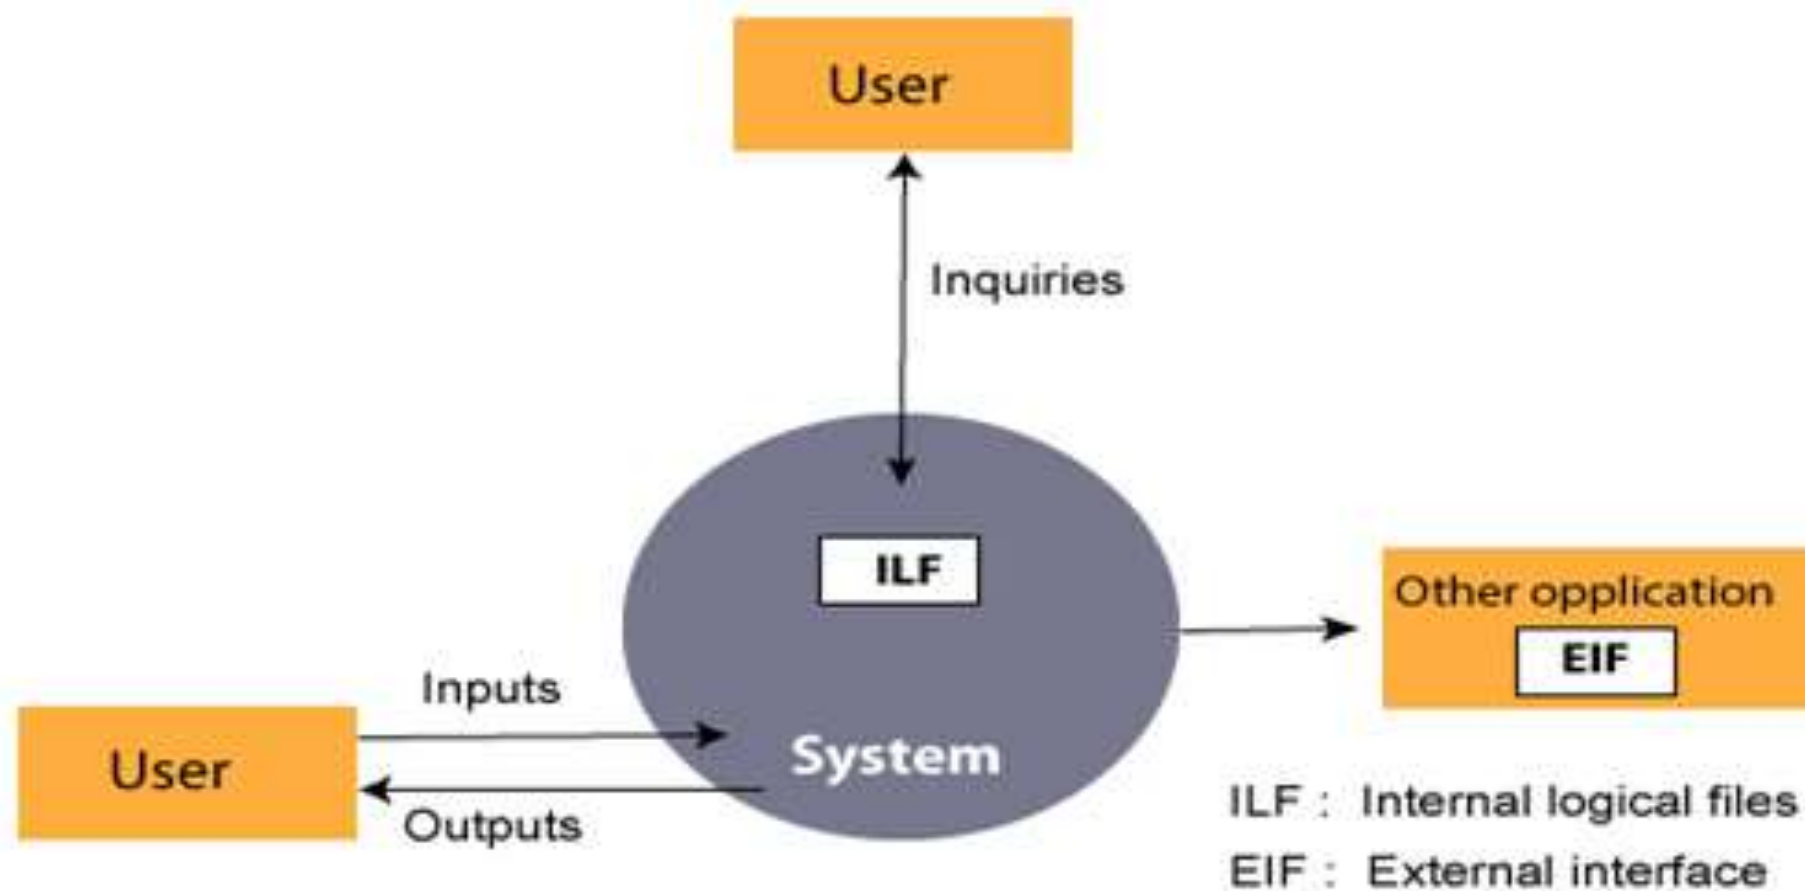 User
Inquiries
ILF
Other opplication
EIF
Inputs
User
System
Outputs
ILF : Internal logical files
EIF : External interface